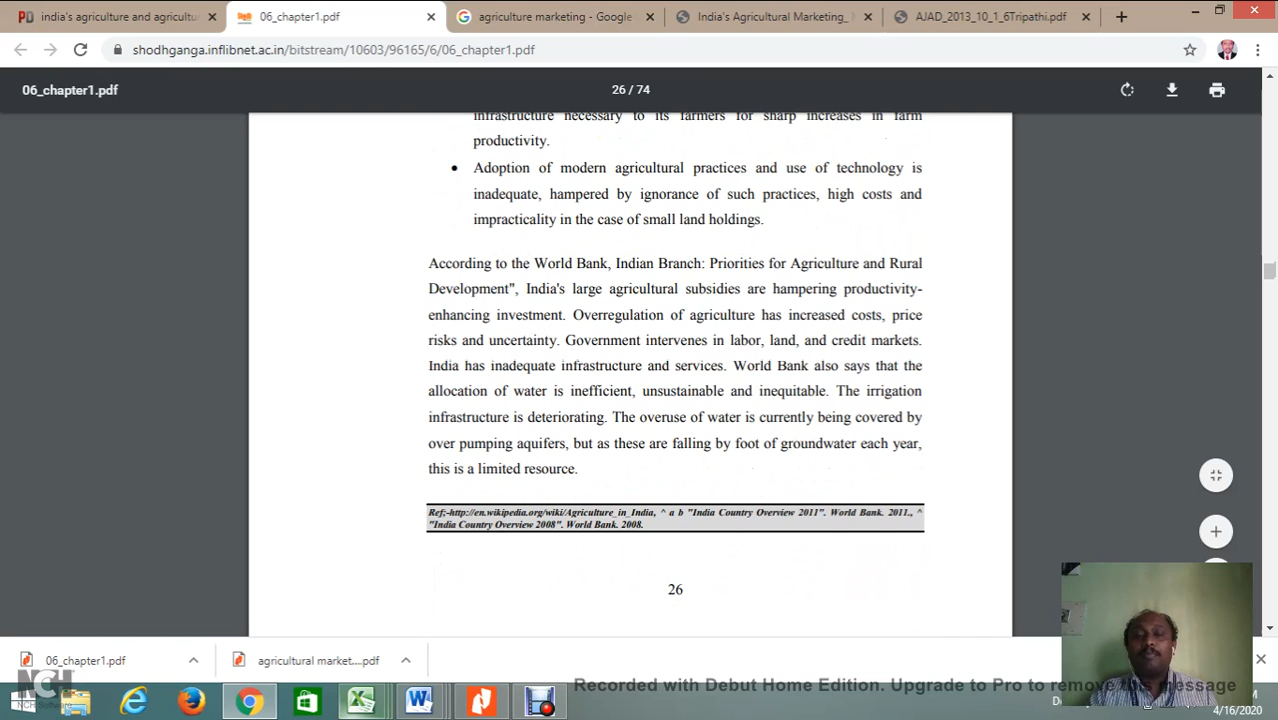 india's agriculture and agricultu
06_chapter1.pdf
agriculture marketing - Google
India's Agricultural Marketing_
AJAD_2013_10_1_6Tripathi.pdf
shodhganga.inflibnet.ac.in/bitstream/10603/96165/6/06_chapter1.pdf
06_chapter1.pdf
26 / 74
infrastructure necessary to its farmers for sharp increases in farm
productivity.
• Adoption of modern agricultural practices and use of technology is
inadequate, hampered by ignorance of such practices, high costs and
impracticality in the case of small land holdings.
According to the World Bank, Indian Branch: Priorities for Agriculture and Rural
Development", India's large agricultural subsidies are hampering productivity-
enhancing investment. Overregulation of agriculture has increased costs, price
risks and uncertainty. Government intervenes in labor, land, and credit markets.
India has inadequate infrastructure and services. World Bank also says that the
allocation of water is inefficient, unsustainable and inequitable. The irrigation
infrastructure is deteriorating. The overuse of water is currently being covered by
over pumping aquifers, but as these are falling by foot of groundwater each year,
this is a limited resource.
Ref;-http://en.wikipedia.org/wiki/Agriculture_in_India, ^ a b "India Country Overview 2011". World Bank. 2011., ^
"India Country Overview 2008". World Bank. 2008.
26
06_chapter1.pdf
agricultural market....pdf
NCH
NCH Software
Recorded with Debut Home Edition. Upgrade to Pro to remove this message
4/16/2020